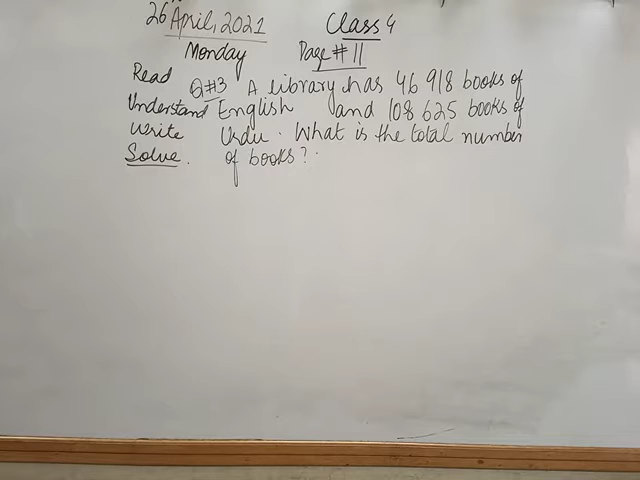 26 April, 2021 Class 4
Monday Page # 11
Read Q#3 A library has 46 918 books of
Understand English and 108 625 books of
Write Urdu. What is the total number
Solve. of books?